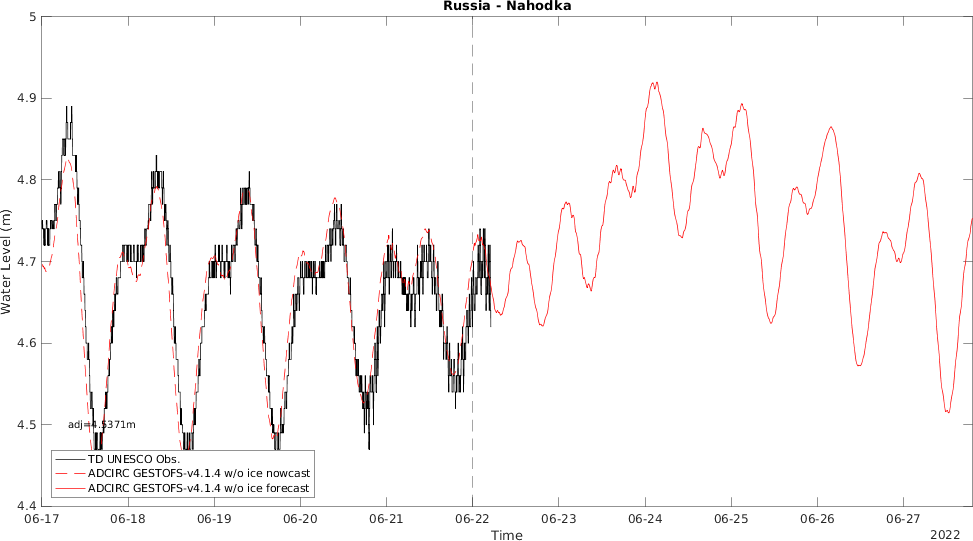 Russia - Nahodka
5
4.9
4.8
4.7
4.6
4.5
4.4
Water Level (m)
adj=4.5371m
TD UNESCO Obs.
ADCIRC GESTOFS-v4.1.4 w/o ice nowcast
ADCIRC GESTOFS-v4.1.4 w/o ice forecast
06-17 06-18 06-19 06-20 06-21 06-22 06-23 06-24 06-25 06-26 06-27
Time
2022